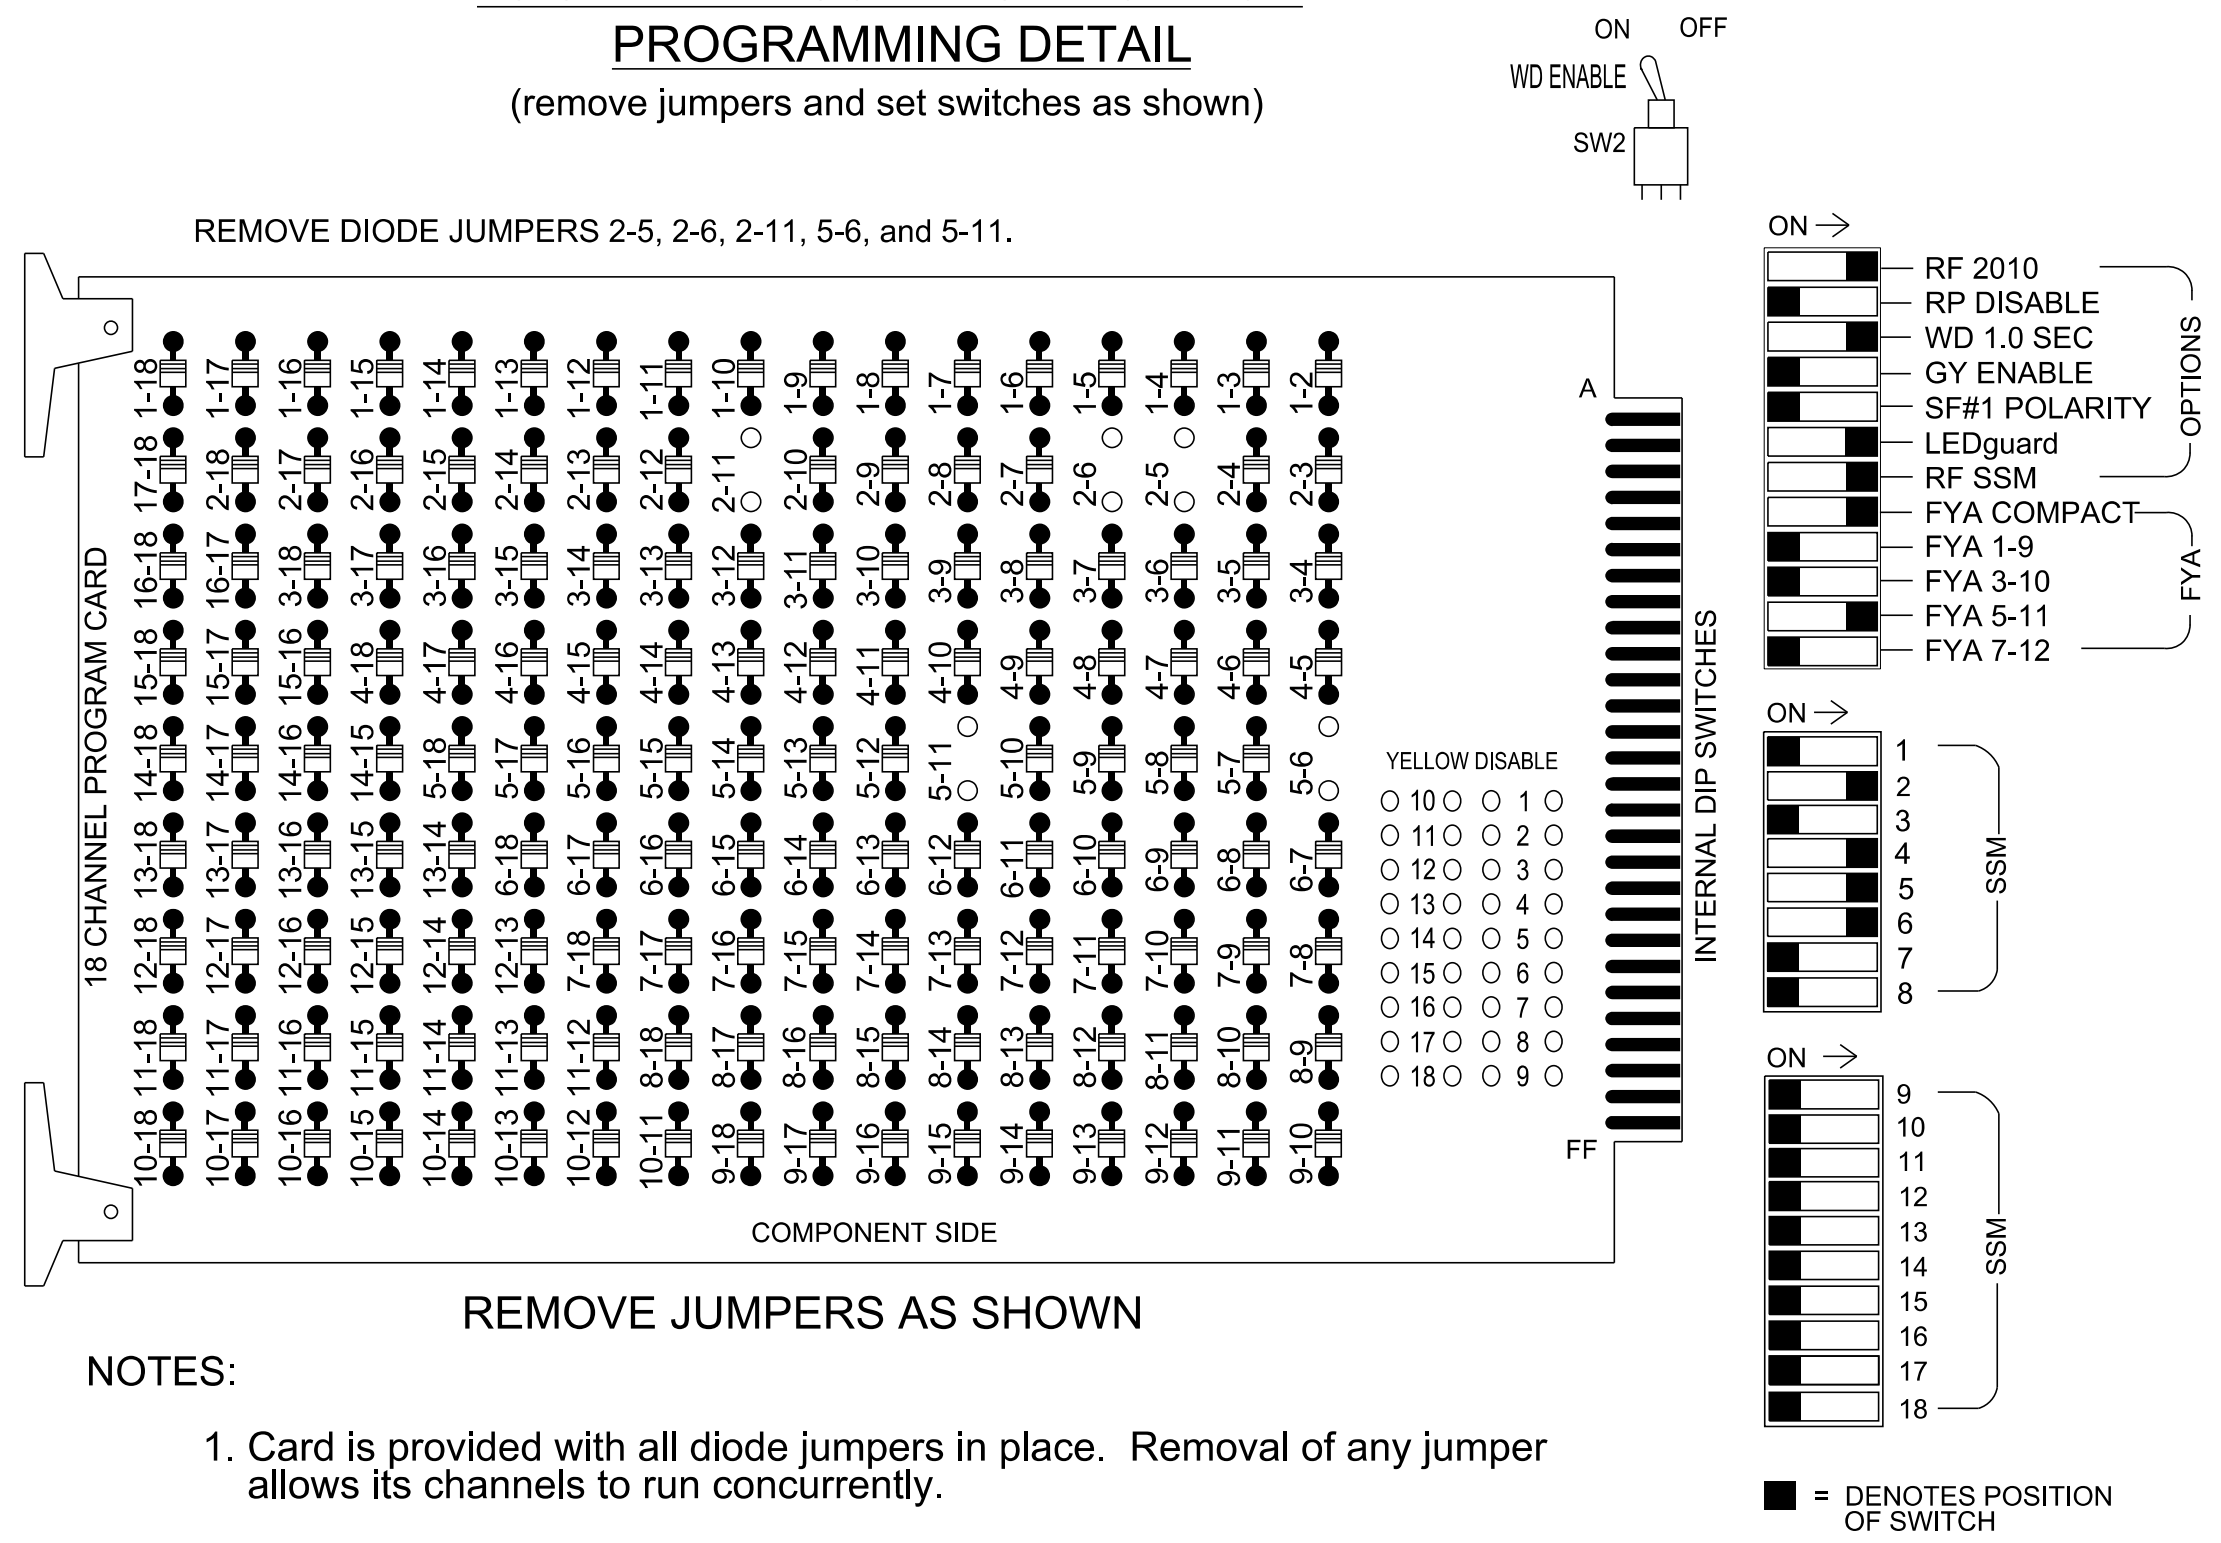 PROGRAMMING DETAIL
(remove jumpers and set switches as shown)
ON OFF
WD ENABLE
SW2
REMOVE DIODE JUMPERS 2-5, 2-6, 2-11, 5-6, and 5-11.
18 CHANNEL PROGRAM CARD
1-18 1-17 1-16 1-15 1-14 1-13 1-12 1-11 1-10 1-9 1-8 1-7 1-6 1-5 1-4 1-3 1-2
17-18 2-18 2-17 2-16 2-15 2-14 2-13 2-12 2-11 2-10 2-9 2-8 2-7 2-6 2-5 2-4 2-3
16-18 16-17 3-18 3-17 3-16 3-15 3-14 3-13 3-12 3-11 3-10 3-9 3-8 3-7 3-6 3-5 3-4
15-18 15-17 15-16 4-18 4-17 4-16 4-15 4-14 4-13 4-12 4-11 4-10 4-9 4-8 4-7 4-6 4-5
14-18 14-17 14-16 14-15 5-18 5-17 5-16 5-15 5-14 5-13 5-12 5-11 5-10 5-9 5-8 5-7 5-6
13-18 13-17 13-16 13-15 13-14 6-18 6-17 6-16 6-15 6-14 6-13 6-12 6-11 6-10 6-9 6-8 6-7
12-18 12-17 12-16 12-15 12-14 12-13 7-18 7-17 7-16 7-15 7-14 7-13 7-12 7-11 7-10 7-9 7-8
11-18 11-17 11-16 11-15 11-14 11-13 11-12 8-18 8-17 8-16 8-15 8-14 8-13 8-12 8-11 8-10 8-9
10-18 10-17 10-16 10-15 10-14 10-13 10-12 10-11 9-18 9-17 9-16 9-15 9-14 9-13 9-12 9-11 9-10
A
FF
YELLOW DISABLE
10 1
11 2
12 3
13 4
14 5
15 6
16 7
17 8
18 9
COMPONENT SIDE
INTERNAL DIP SWITCHES
ON →
RF 2010
RP DISABLE
WD 1.0 SEC
GY ENABLE
SF#1 POLARITY
LEDguard
RF SSM
OPTIONS
FYA COMPACT
FYA 1-9
FYA 3-10
FYA 5-11
FYA 7-12
FYA
ON →
1
2
3
4
5
6
7
8
SSM
ON →
9
10
11
12
13
14
15
16
17
18
SSM
= DENOTES POSITION
OF SWITCH
REMOVE JUMPERS AS SHOWN
NOTES:
1. Card is provided with all diode jumpers in place. Removal of any jumper
allows its channels to run concurrently.